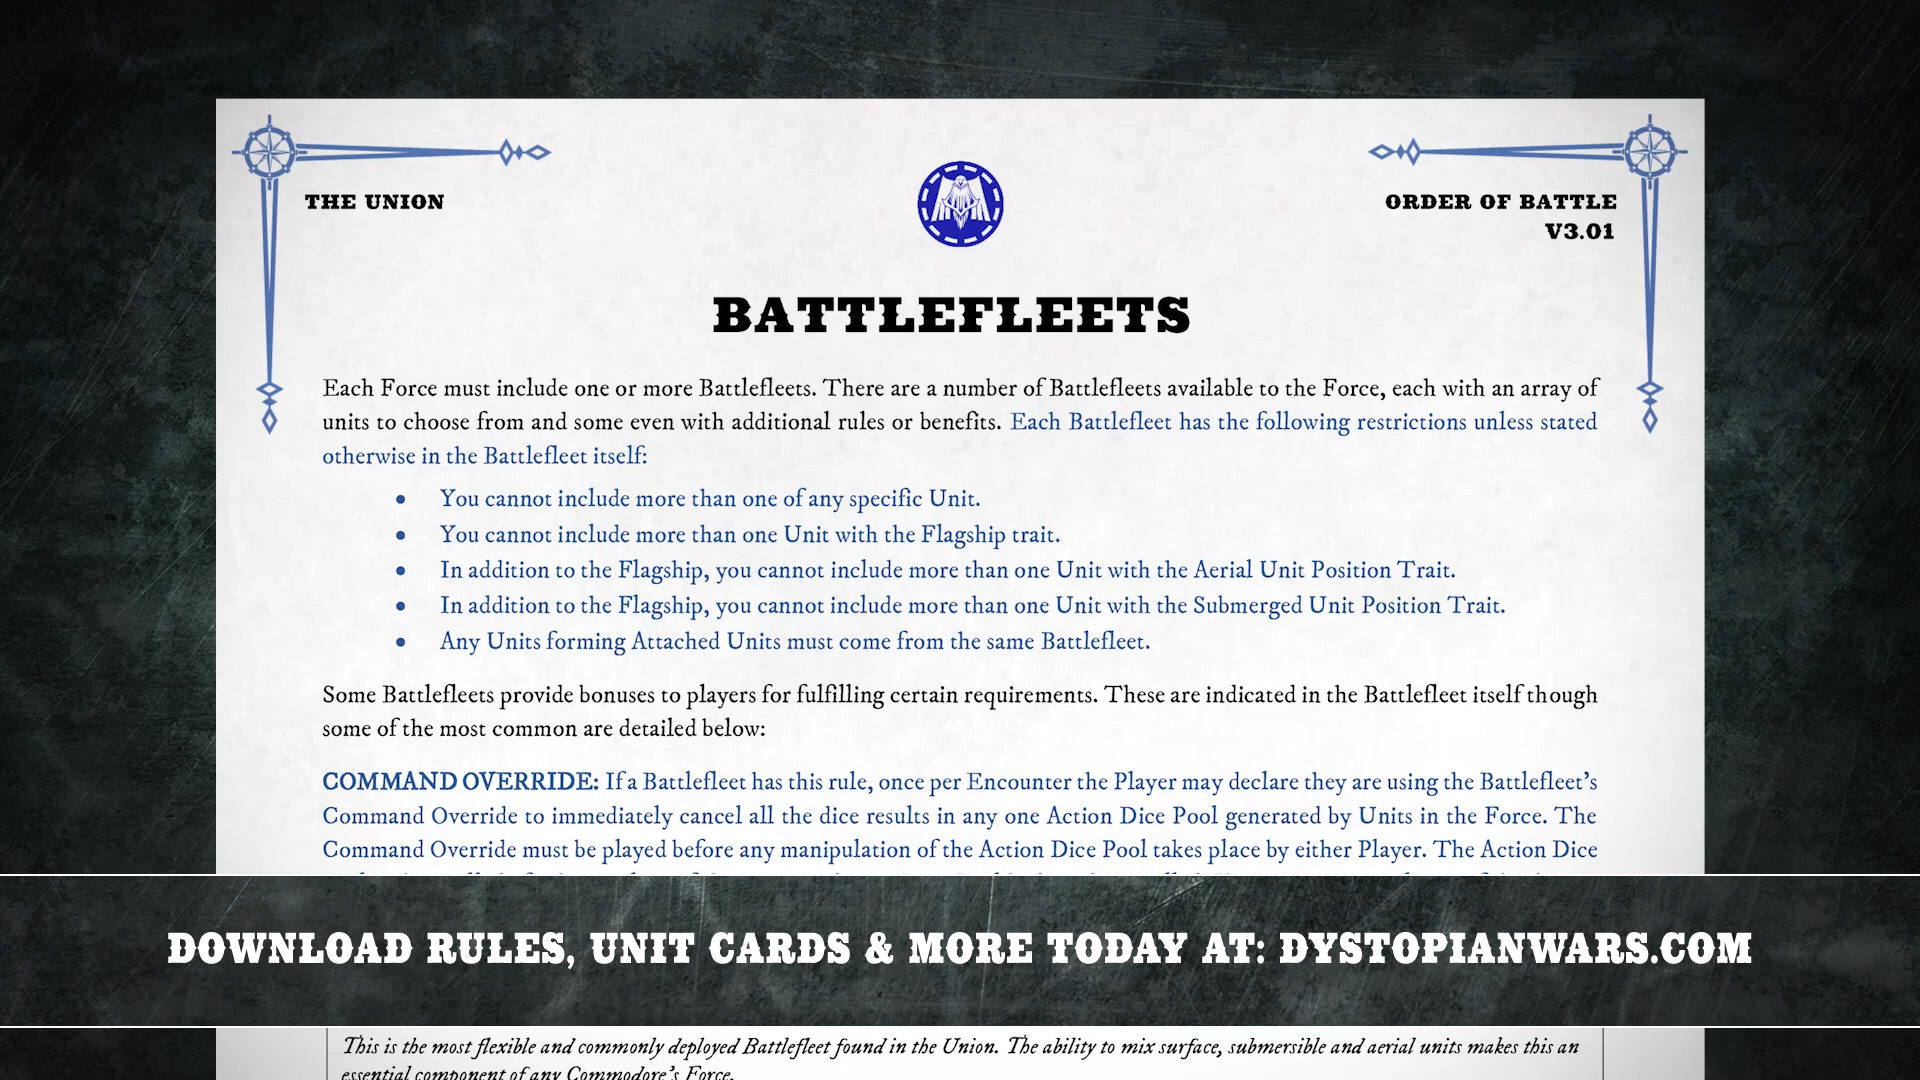 THE UNION
ORDER OF BATTLE
V3.01
BATTLEFLEETS
Each Force must include one or more Battlefleets. There are a number of Battlefleets available to the Force, each with an array of
units to choose from and some even with additional rules or benefits. Each Battlefleet has the following restrictions unless stated
otherwise in the Battlefleet itself:
• You cannot include more than one of any specific Unit.
• You cannot include more than one Unit with the Flagship trait.
• In addition to the Flagship, you cannot include more than one Unit with the Aerial Unit Position Trait.
• In addition to the Flagship, you cannot include more than one Unit with the Submerged Unit Position Trait.
• Any Units forming Attached Units must come from the same Battlefleet.
Some Battlefleets provide bonuses to players for fulfilling certain requirements. These are indicated in the Battlefleet itself though
some of the most common are detailed below:
COMMAND OVERRIDE: If a Battlefleet has this rule, once per Encounter the Player may declare they are using the Battlefleet's
Command Override to immediately cancel all the dice results in any one Action Dice Pool generated by Units in the Force. The
Command Override must be played before any manipulation of the Action Dice Pool takes place by either Player. The Action Dice
DOWNLOAD RULES, UNIT CARDS & MORE TODAY AT: DYSTOPIANWARS.COM
This is the most flexible and commonly deployed Battlefleet found in the Union. The ability to mix surface, submersible and aerial units makes this an
essential component of any Commodore's Force.